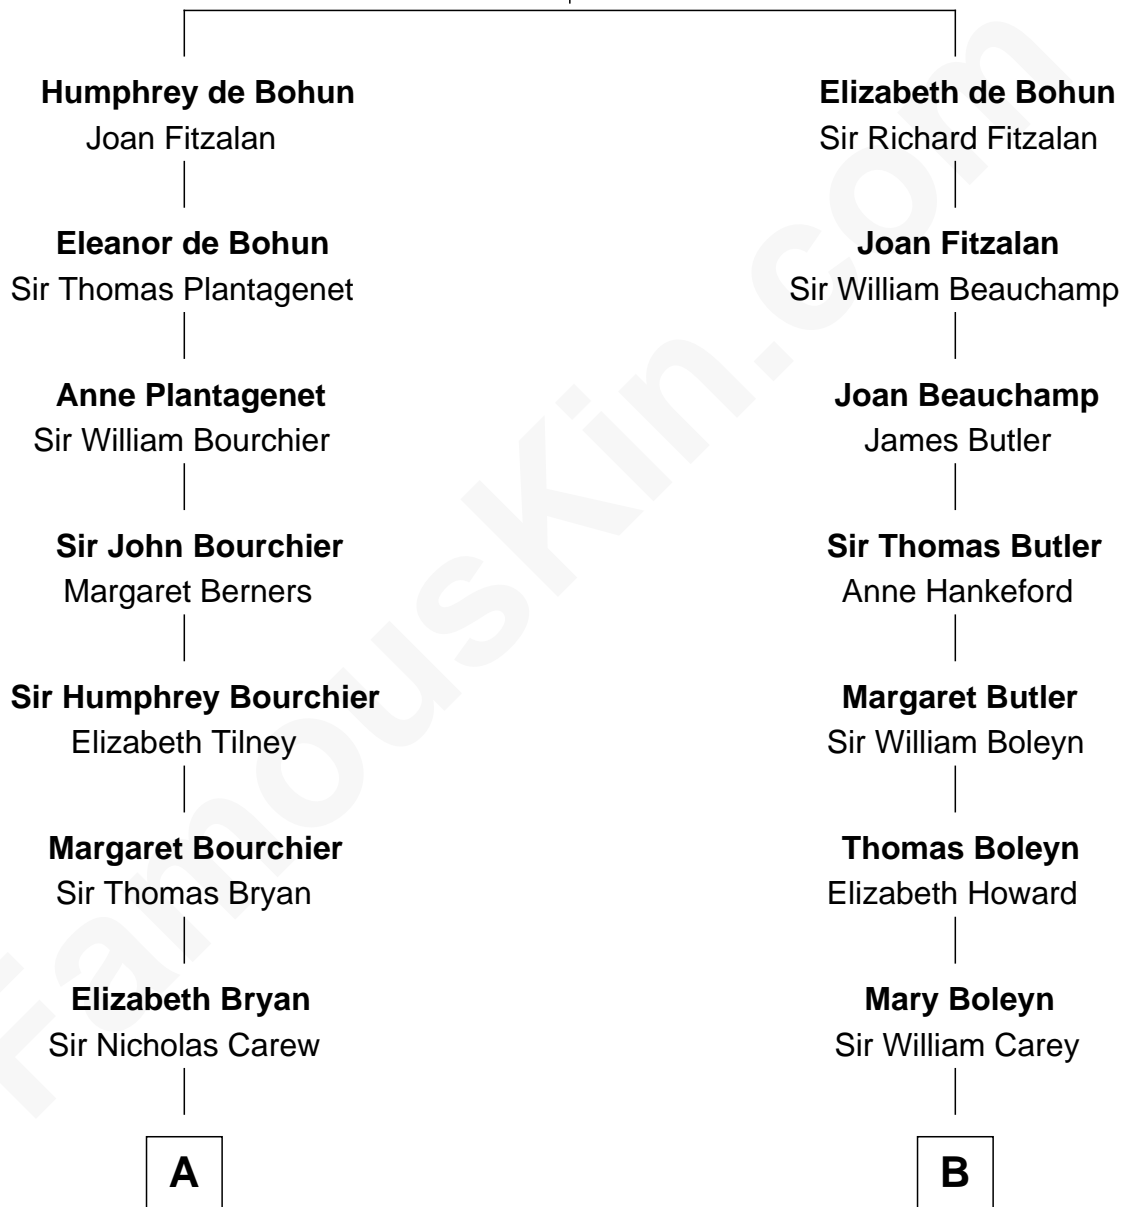 Humphrey de Bohun
Joan Fitzalan
Eleanor de Bohun
Sir Thomas Plantagenet
Anne Plantagenet
Sir William Bourchier
Sir John Bourchier
Margaret Berners
Sir Humphrey Bourchier
Elizabeth Tilney
Margaret Bourchier
Sir Thomas Bryan
Elizabeth Bryan
Sir Nicholas Carew
A
Elizabeth de Bohun
Sir Richard Fitzalan
Joan Fitzalan
Sir William Beauchamp
Joan Beauchamp
James Butler
Sir Thomas Butler
Anne Hankeford
Margaret Butler
Sir William Boleyn
Thomas Boleyn
Elizabeth Howard
Mary Boleyn
Sir William Carey
B
FamousKin.com